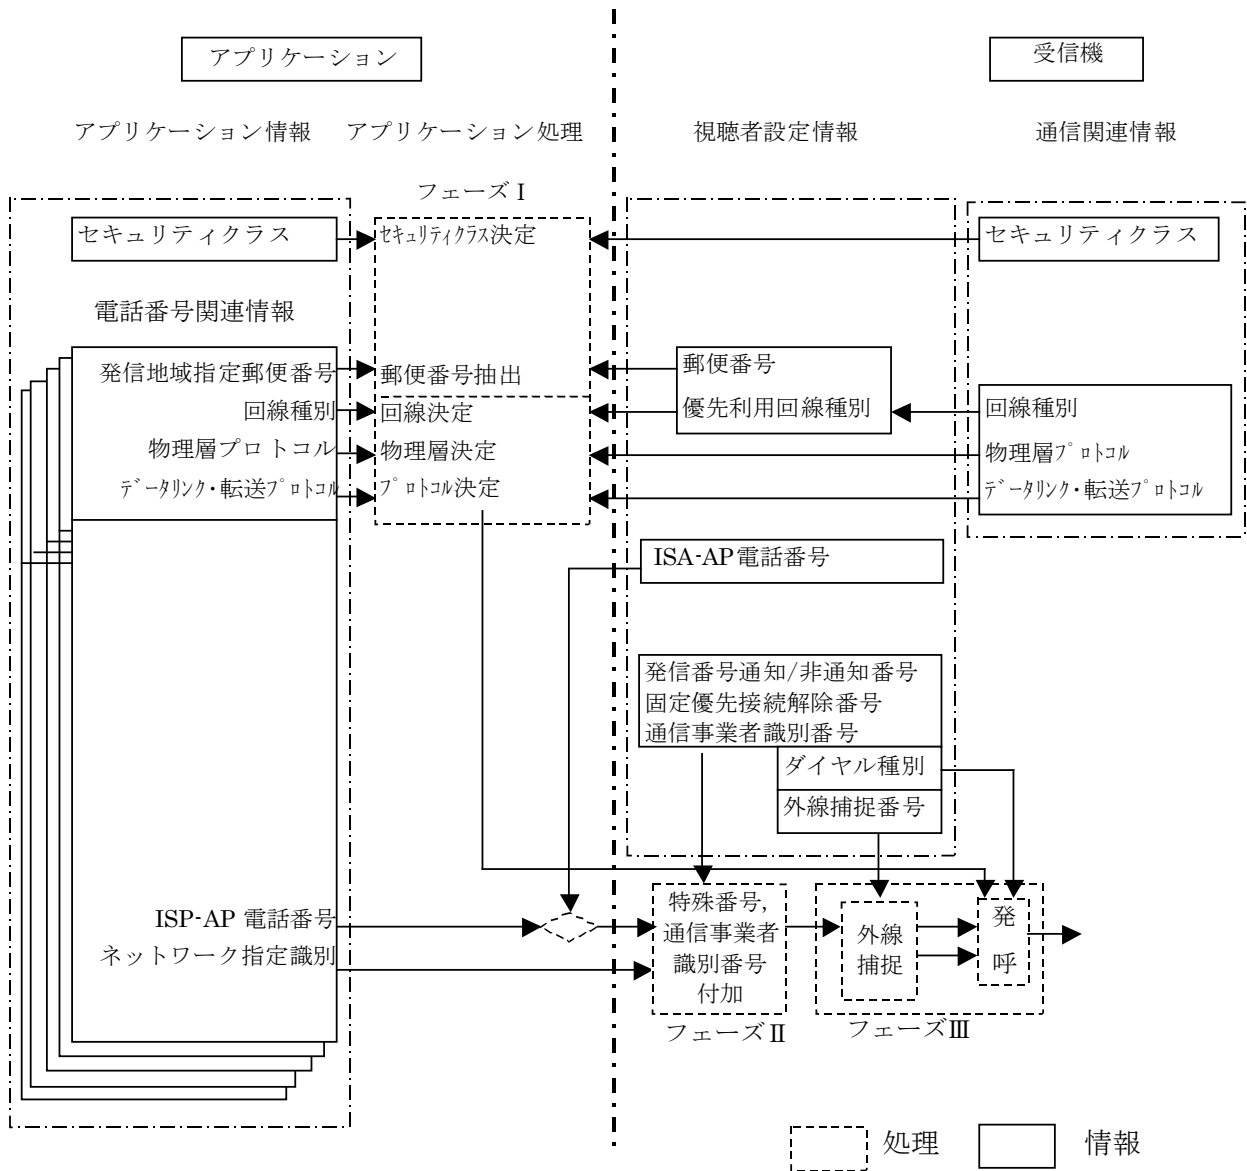 アプリケーション
受信機
アプリケーション情報
アプリケーション処理
視聴者設定情報
通信関連情報
フェーズⅠ
セキュリティクラス
ｾｷｭﾘﾃｨｸﾗｽ決定
セキュリティクラス
電話番号関連情報
発信地域指定郵便番号
郵便番号抽出
郵便番号
回線種別
回線決定
優先利用回線種別
回線種別
物理層プロトコル
物理層決定
物理層ﾌﾟﾛﾄｺﾙ
ﾃﾞｰﾀﾘﾝｸ・転送ﾌﾟﾛﾄｺﾙ
ﾌﾟﾛﾄｺﾙ決定
ﾃﾞｰﾀﾘﾝｸ・転送ﾌﾟﾛﾄｺﾙ
ISA-AP電話番号
発信番号通知/非通知番号
固定優先接続解除番号
通信事業者識別番号
ダイヤル種別
外線捕捉番号
ISP-AP 電話番号
ネットワーク指定識別
特殊番号,
通信事業者
識別番号
付加
外線
捕捉
発
呼
フェーズⅡ
フェーズⅢ
処理
情報